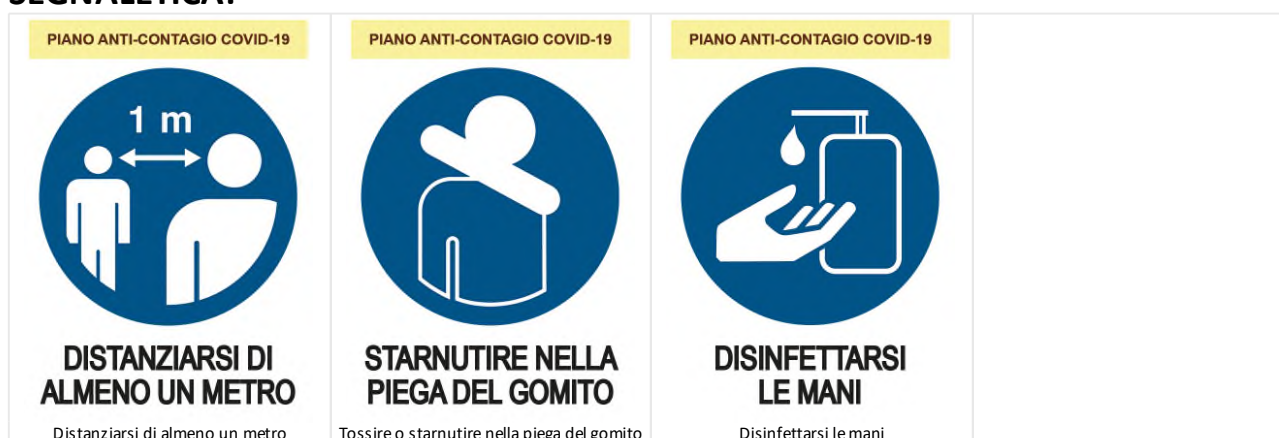 SEGNALETICA:
PIANO ANTI-CONTAGIO COVID-19
1 m
DISTANZIARSI DI
ALMENO UN METRO
Distanziarsi di almeno un metro
PIANO ANTI-CONTAGIO COVID-19
STARNUTIRE NELLA
PIEGA DEL GOMITO
Tossire o starnutire nella piega del gomito
PIANO ANTI-CONTAGIO COVID-19
DISINFETTARSI
LE MANI
Disinfettarsi le mani